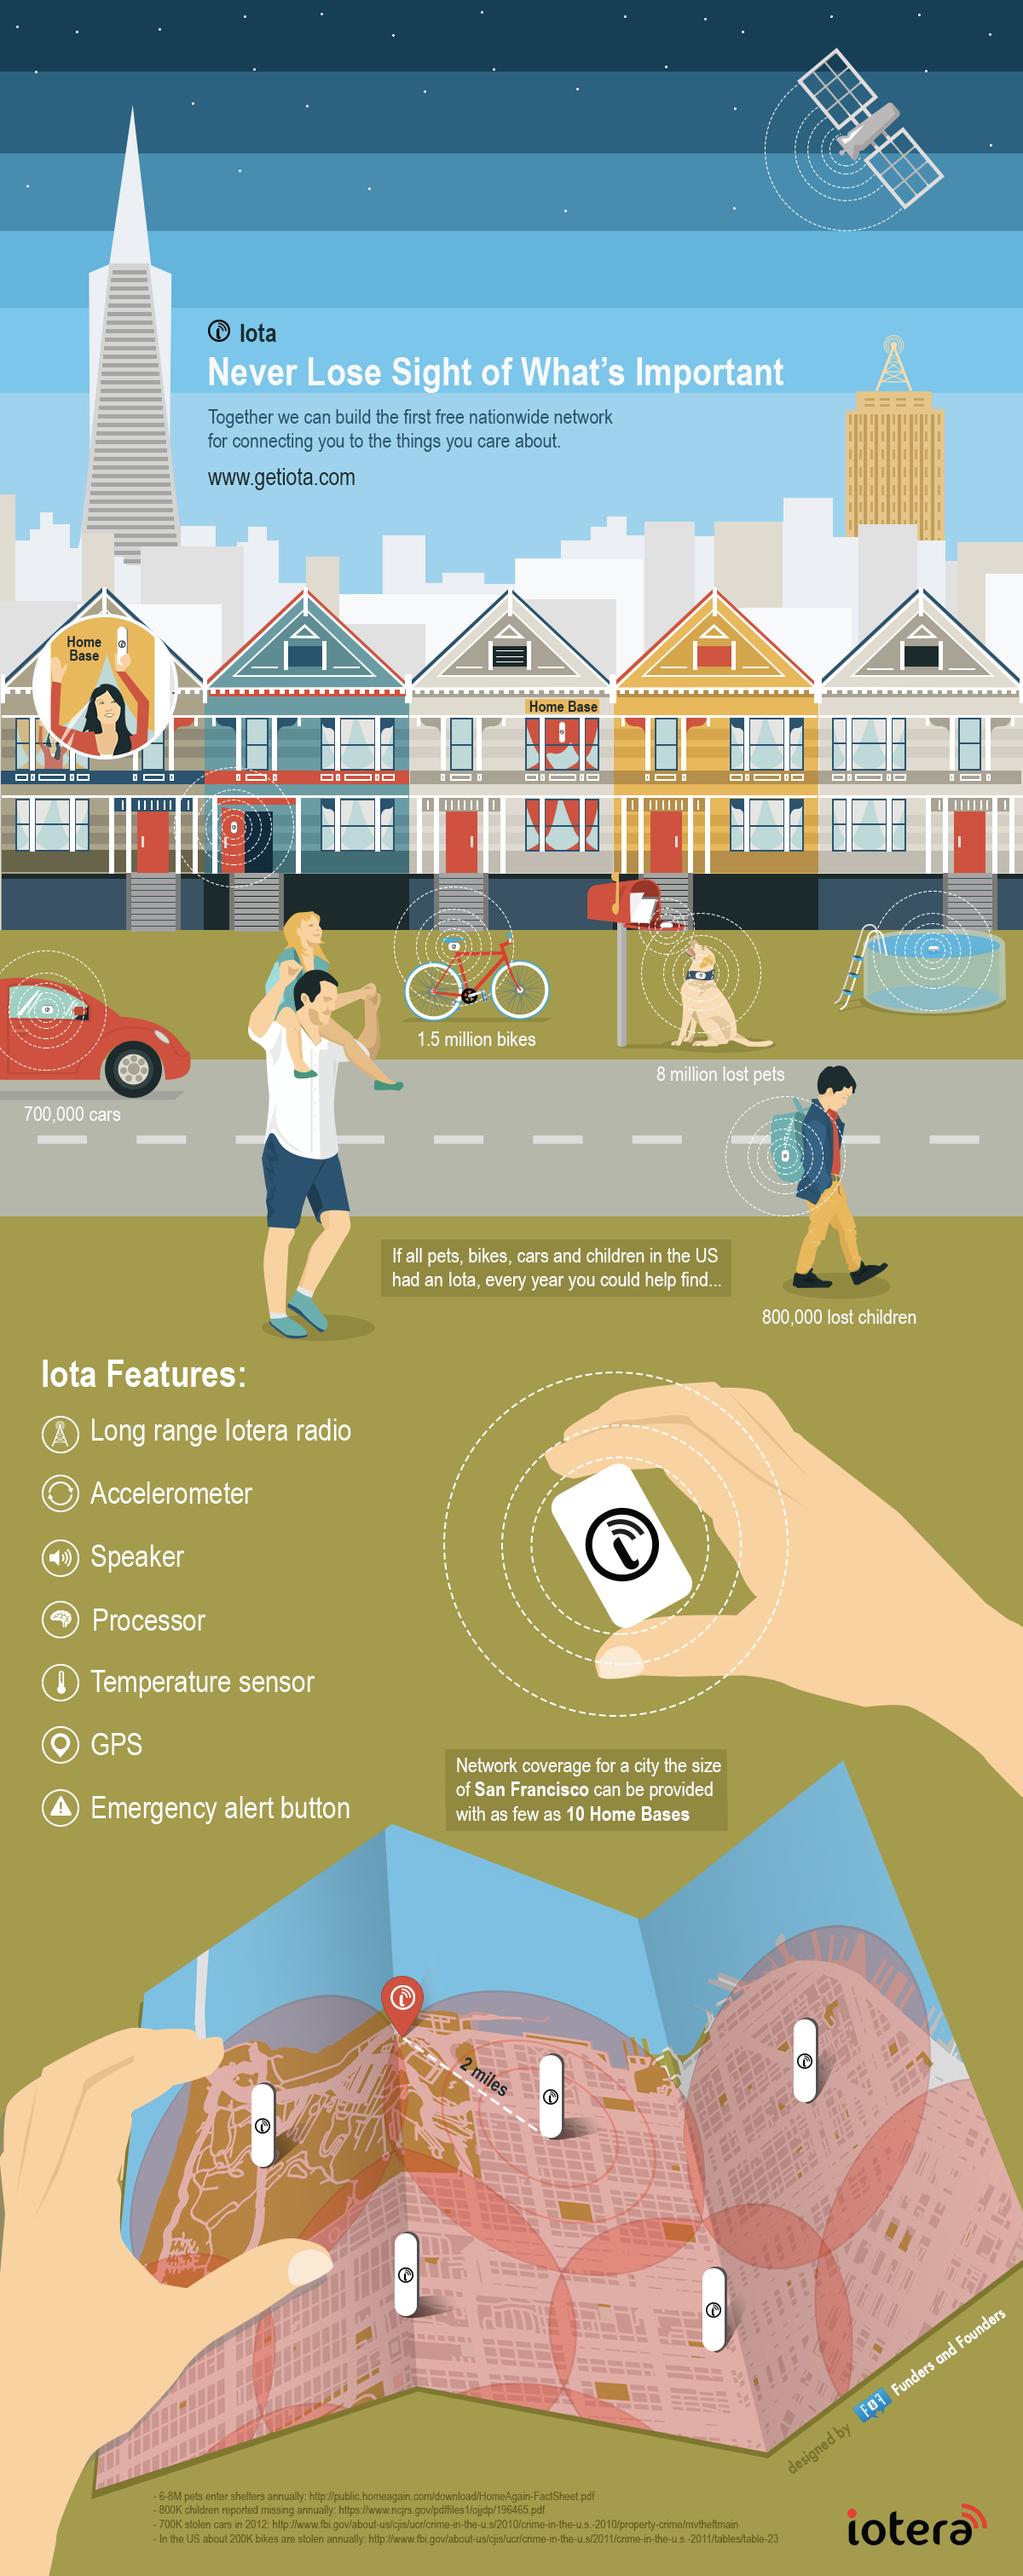 Iota
Never Lose Sight of What's Important
Together we can build the first free nationwide network
for connecting you to the things you care about.
www.getiota.com
Home
Base
Home Base
1.5 million bikes
8 million lost pets
700,000 cars
If all pets, bikes, cars and children in the US
had an Iota, every year you could help find...
800,000 lost children
Iota Features:
Long range Iotera radio
Accelerometer
Speaker
Processor
Temperature sensor
GPS
Emergency alert button
Network coverage for a city the size
of San Francisco can be provided
with as few as 10 Home Bases
2 miles
designed by Funders and Founders
- 6-8M pets enter shelters annually: http://public.homeagain.com/download/HomeAgain-FactSheet.pdf
- 800K children reported missing annually: https://www.ncjrs.gov/pdffiles1/ojjdp/196465.pdf
- 700K stolen cars in 2012: http://www.fbi.gov/about-us/cjis/ucr/crime-in-the-u.s/2010/crime-in-the-u.s.-2010/property-crime/mvtheftmain
- In the US about 200K bikes are stolen annually: http://www.fbi.gov/about-us/cjis/ucr/crime-in-the-u.s/2011/crime-in-the-u.s.-2011/tables/table-23
iotera